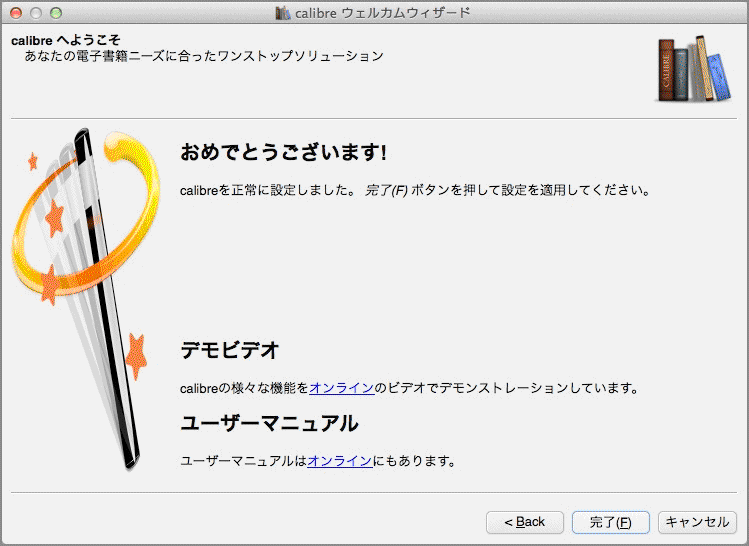 calibre ウェルカムウィザード
calibre へようこそ
あなたの電子書籍ニーズに合ったワンストップソリューション
CALIBRE
おめでとうございます!
calibreを正常に設定しました。 完了(F) ボタンを押して設定を適用してください。
デモビデオ
calibreの様々な機能をオンラインのビデオでデモンストレーションしています。
ユーザーマニュアル
ユーザーマニュアルはオンラインにもあります。
< Back
完了(F)
キャンセル